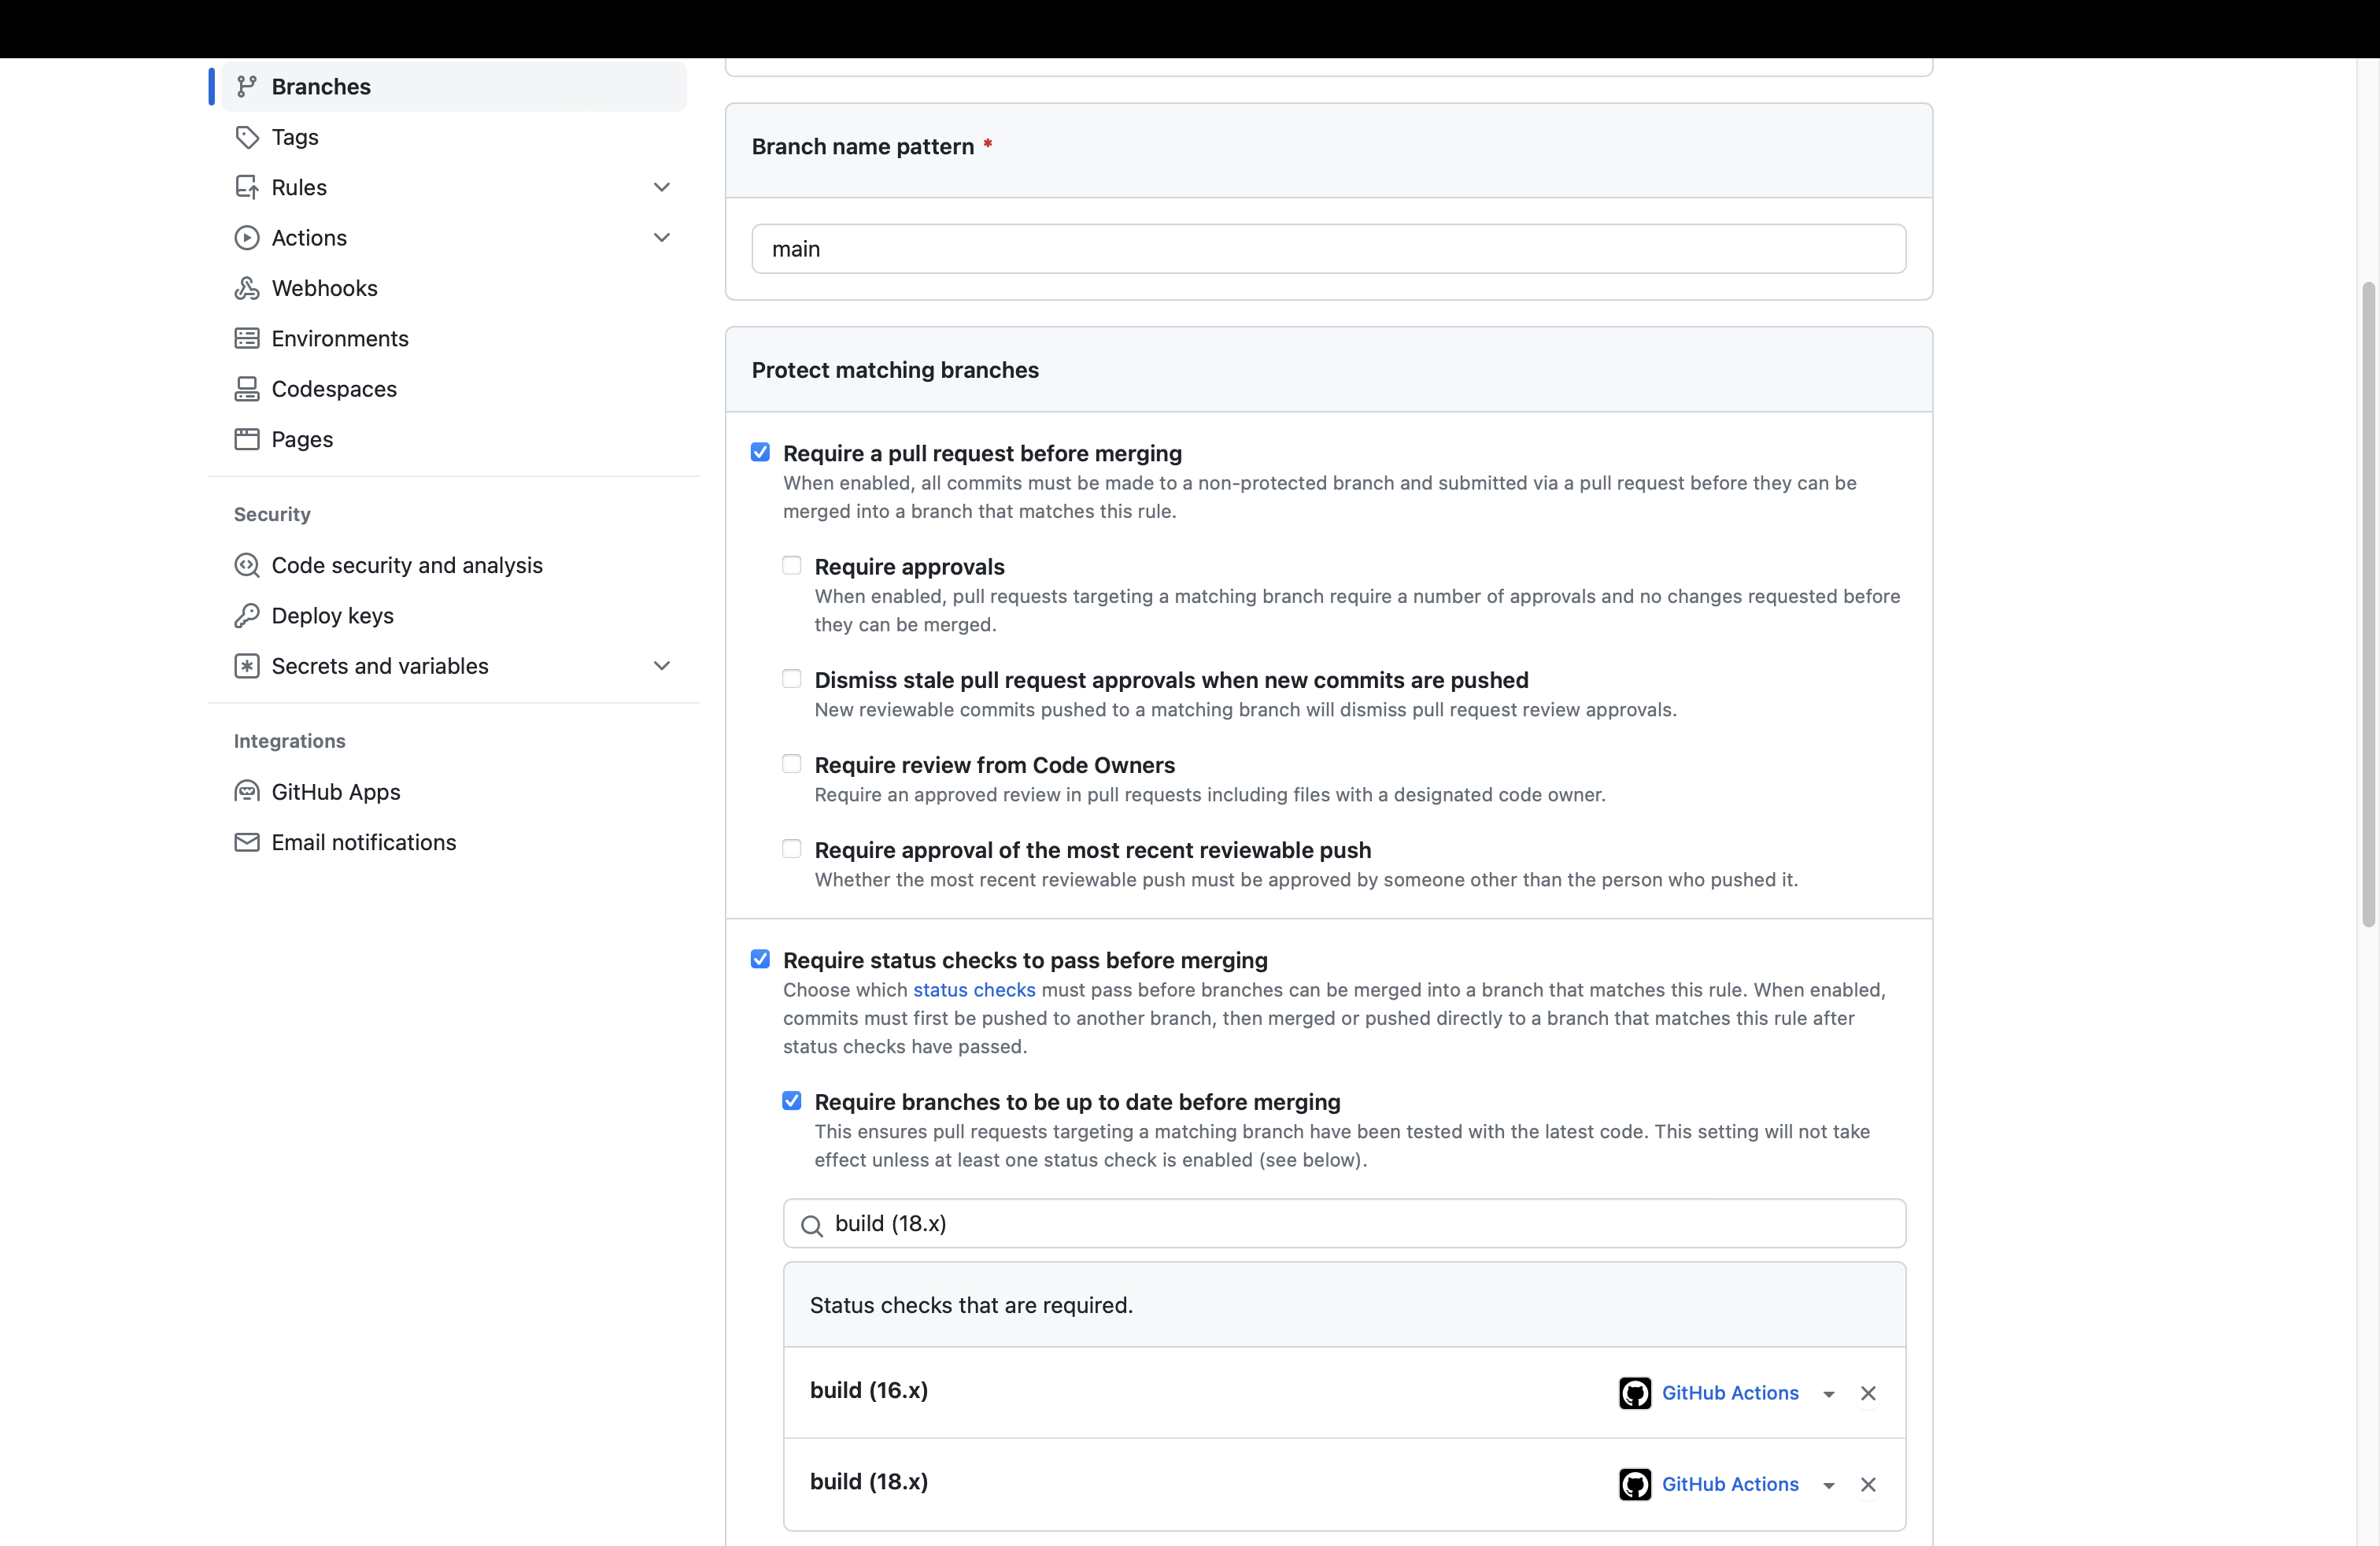 Branches
Tags
Rules
Actions
Webhooks
Environments
Codespaces
Pages
Security
Code security and analysis
Deploy keys
Secrets and variables
Integrations
GitHub Apps
Email notifications
Branch name pattern *
main
Protect matching branches
Require a pull request before merging
When enabled, all commits must be made to a non-protected branch and submitted via a pull request before they can be
merged into a branch that matches this rule.
Require approvals
When enabled, pull requests targeting a matching branch require a number of approvals and no changes requested before
they can be merged.
Dismiss stale pull request approvals when new commits are pushed
New reviewable commits pushed to a matching branch will dismiss pull request review approvals.
Require review from Code Owners
Require an approved review in pull requests including files with a designated code owner.
Require approval of the most recent reviewable push
Whether the most recent reviewable push must be approved by someone other than the person who pushed it.
Require status checks to pass before merging
Choose which status checks must pass before branches can be merged into a branch that matches this rule. When enabled,
commits must first be pushed to another branch, then merged or pushed directly to a branch that matches this rule after
status checks have passed.
Require branches to be up to date before merging
This ensures pull requests targeting a matching branch have been tested with the latest code. This setting will not take
effect unless at least one status check is enabled (see below).
build (18.x)
Status checks that are required.
build (16.x) GitHub Actions
build (18.x) GitHub Actions